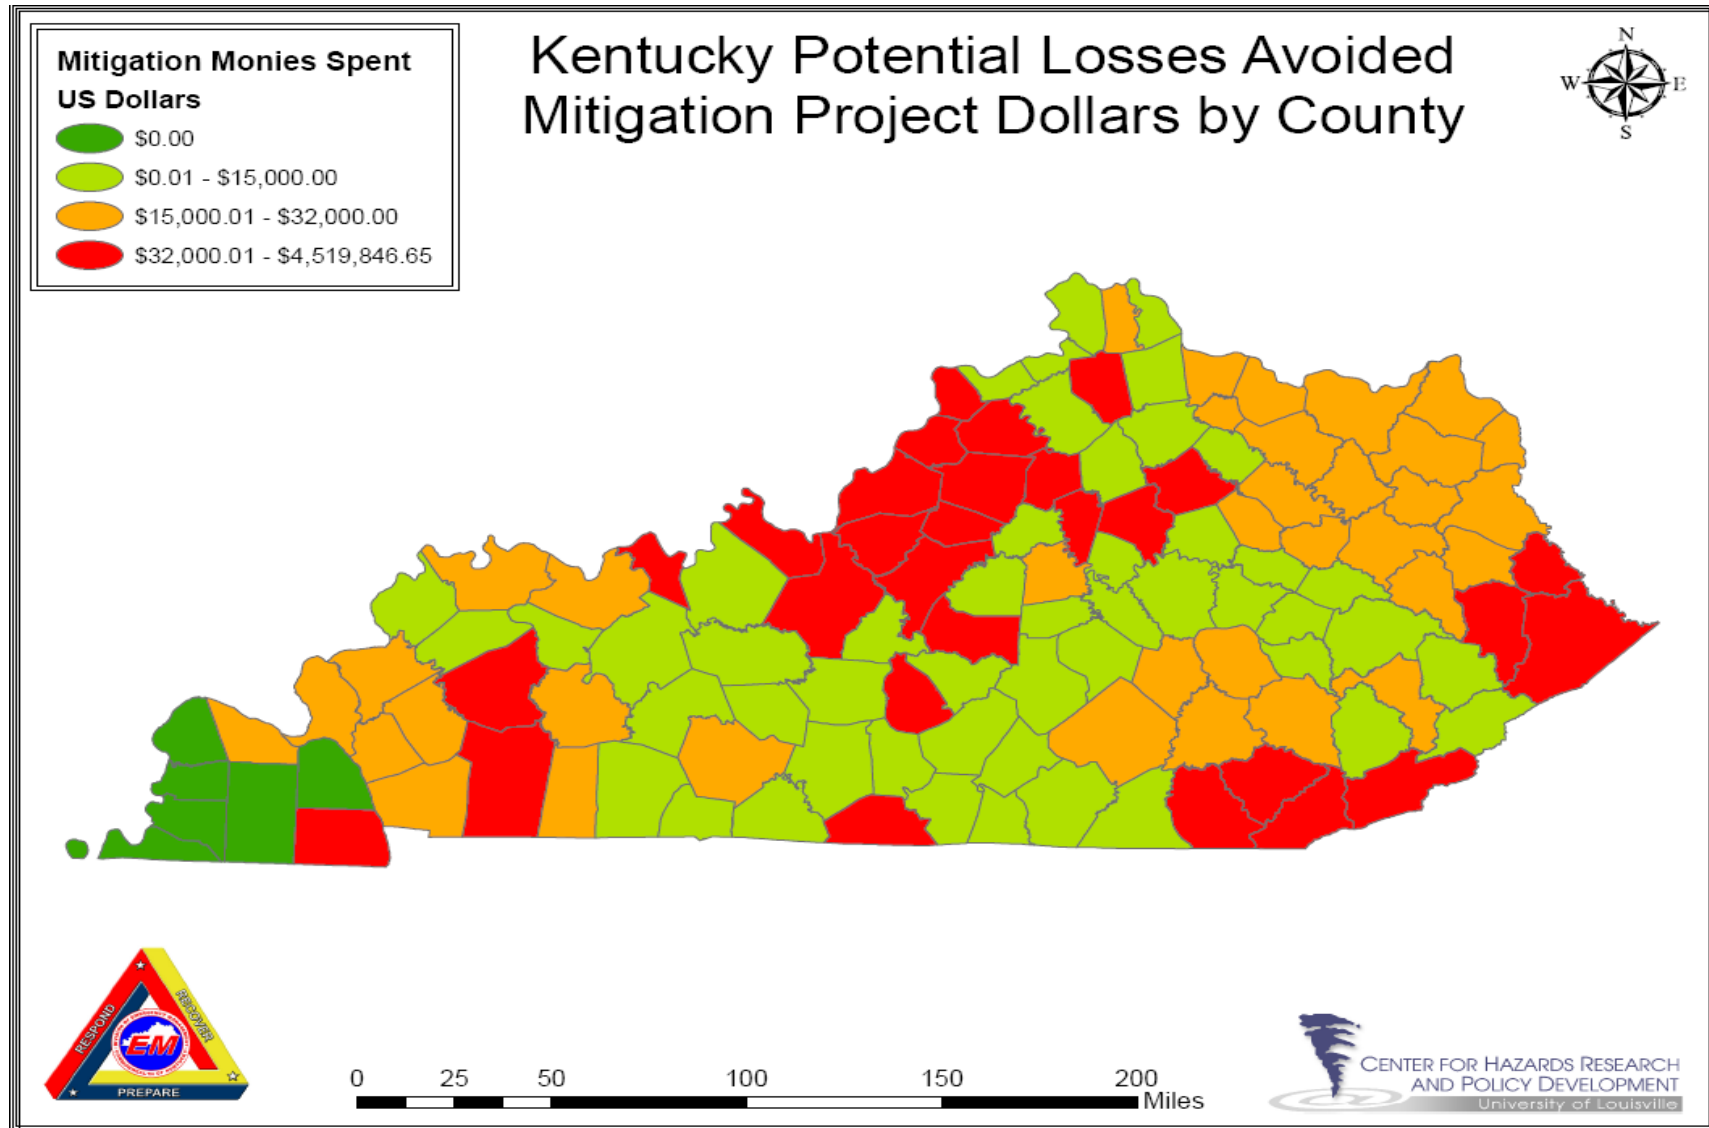 Mitigation Monies Spent
US Dollars
$0.00
$0.01 - $15,000.00
$15,000.01 - $32,000.00
$32,000.01 - $4,519,846.65
Kentucky Potential Losses Avoided
Mitigation Project Dollars by County
N
W E
S
RESPOND
RECOVER
EM
PREPARE
0 25 50 100 150 200
Miles
CENTER FOR HAZARDS RESEARCH
AND POLICY DEVELOPMENT
University of Louisville